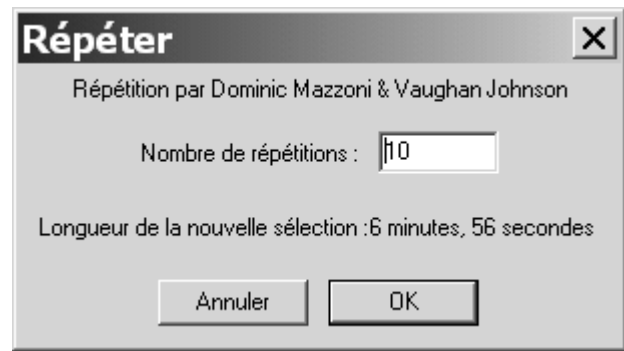 Répéter
Répétition par Dominic Mazzoni & Vaughan Johnson
Nombre de répétitions : 10
Longueur de la nouvelle sélection :6 minutes, 56 secondes
Annuler OK